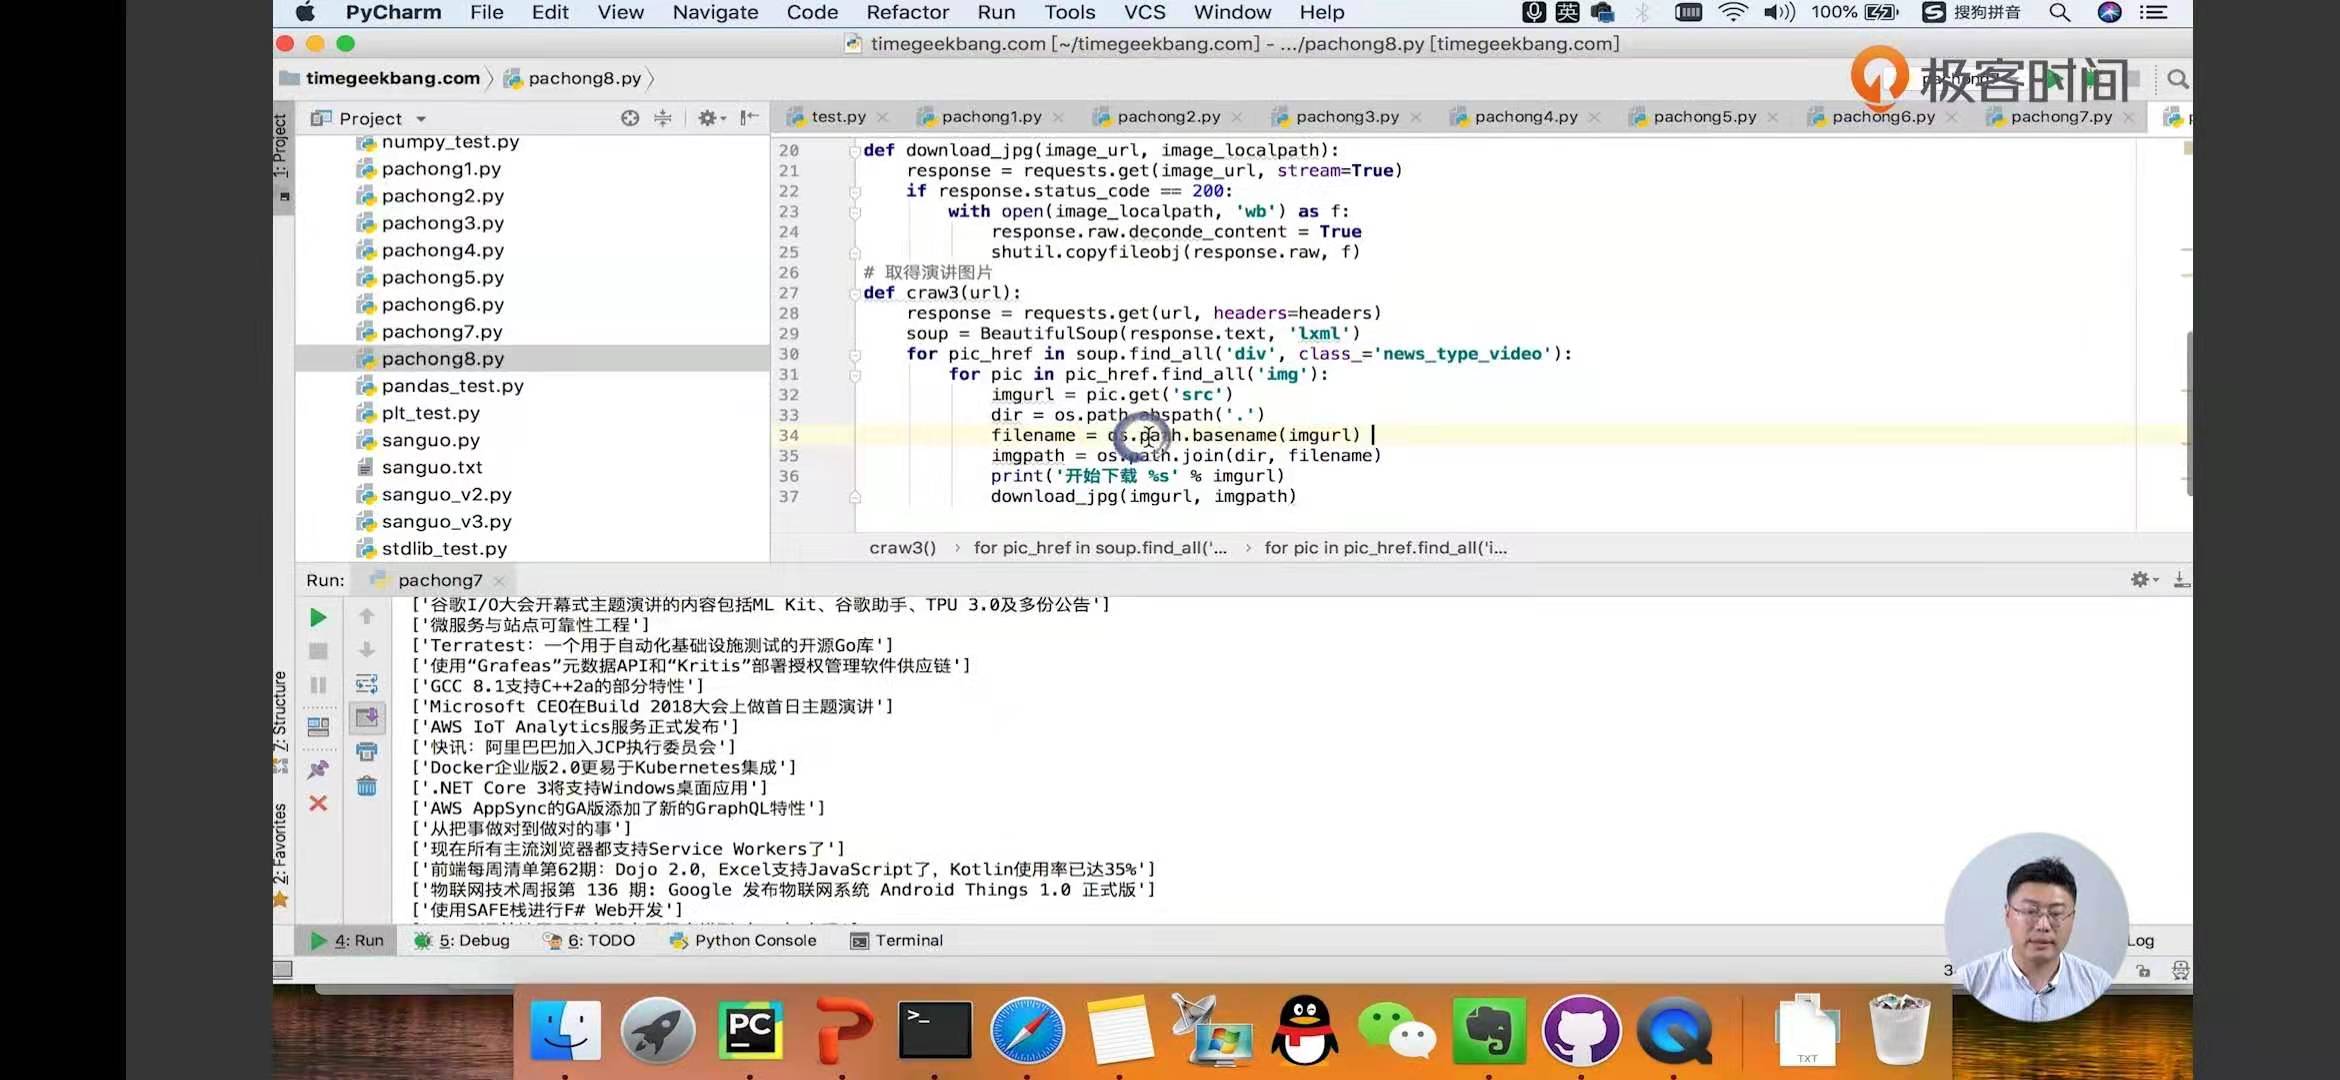 PyCharm File Edit View Navigate Code Refactor Run Tools VCS Window Help 英 100% 搜狗拼音
timegeekbang.com [~/timegeekbang.com] - .../pachong8.py [timegeekbang.com]
timegeekbang.com pachong8.py
极客时间
Project
test.py pachong1.py pachong2.py pachong3.py pachong4.py pachong5.py pachong6.py pachong7.py
1: Project
numpy_test.py
pachong1.py
pachong2.py
pachong3.py
pachong4.py
pachong5.py
pachong6.py
pachong7.py
pachong8.py
pandas_test.py
plt_test.py
sanguo.py
sanguo.txt
sanguo_v2.py
sanguo_v3.py
stdlib_test.py
20 def download_jpg(image_url, image_localpath):
21 response = requests.get(image_url, stream=True)
22 if response.status_code == 200:
23 with open(image_localpath, 'wb') as f:
24 response.raw.deconde_content = True
25 shutil.copyfileobj(response.raw, f)
26 # 取得演讲图片
27 def craw3(url):
28 response = requests.get(url, headers=headers)
29 soup = BeautifulSoup(response.text, 'lxml')
30 for pic_href in soup.find_all('div', class_='news_type_video'):
31 for pic in pic_href.find_all('img'):
32 imgurl = pic.get('src')
33 dir = os.path.abspath('.')
34 filename = os.path.basename(imgurl)
35 imgpath = os.path.join(dir, filename)
36 print('开始下载 %s' % imgurl)
37 download_jpg(imgurl, imgpath)
craw3() › for pic_href in soup.find_all('... › for pic in pic_href.find_all('i...
Run: pachong7
['谷歌I/O大会开幕式主题演讲的内容包括ML Kit、谷歌助手、TPU 3.0及多份公告']
['微服务与站点可靠性工程']
['Terratest：一个用于自动化基础设施测试的开源Go库']
['使用“Grafeas”元数据API和“Kritis”部署授权管理软件供应链']
['GCC 8.1支持C++2a的部分特性']
['Microsoft CEO在Build 2018大会上做首日主题演讲']
['AWS IoT Analytics服务正式发布']
['快讯：阿里巴巴加入JCP执行委员会']
['Docker企业版2.0更易于Kubernetes集成']
['.NET Core 3将支持Windows桌面应用']
['AWS AppSync的GA版添加了新的GraphQL特性']
['从把事做对到做对的事']
['现在所有主流浏览器都支持Service Workers了']
['前端每周清单第62期：Dojo 2.0，Excel支持JavaScript了，Kotlin使用率已达35%']
['物联网技术周报第 136 期: Google 发布物联网系统 Android Things 1.0 正式版']
['使用SAFE栈进行F# Web开发']
7: Structure
2: Favorites
4: Run 5: Debug 6: TODO Python Console Terminal Log
3
PC
TXT